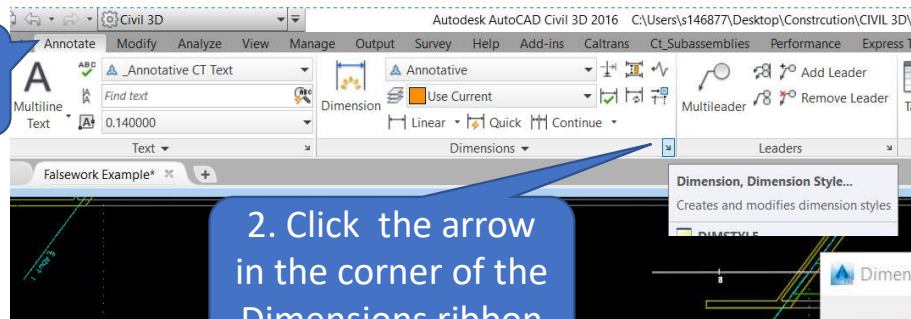 Civil 3D Autodesk AutoCAD Civil 3D 2016 C:\Users\s146877\Desktop\Constrcution\CIVIL 3D\
Annotate Modify Analyze View Manage Output Survey Help Add-ins Caltrans Ct_Subassemblies Performance Express T
A ABC _Annotative CT Text Annotative Add Leader
Multiline Text Find text Dimension Use Current Multileader Remove Leader
0.140000 Linear Quick Continue
Text Dimensions Leaders
Falsework Example* Dimension, Dimension Style...
Creates and modifies dimension styles
DIMSTYLE
2. Click the arrow
in the corner of the
Dimensions ribbon
Dimen